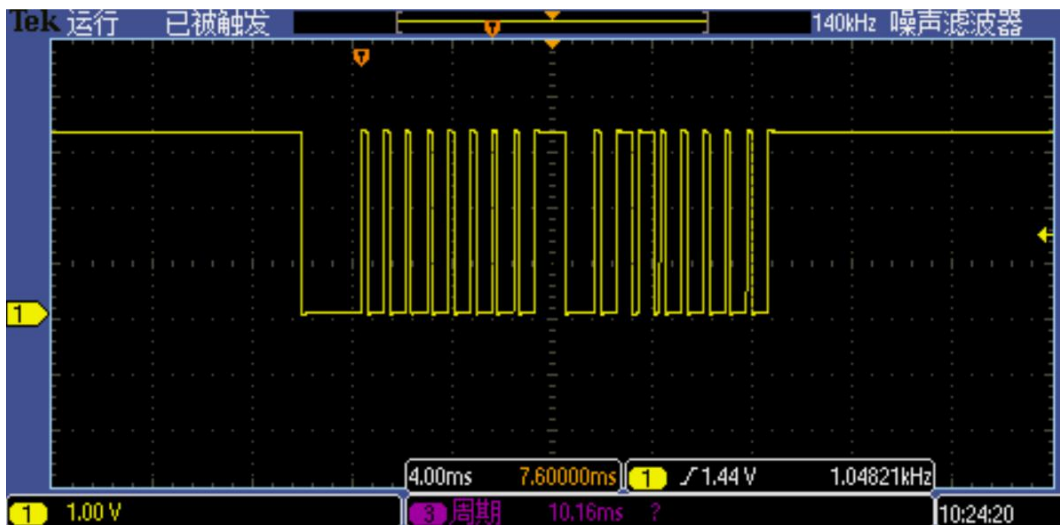 Tek 运行 已被触发 140kHz 噪声滤波器
T
T
1
4.00ms 7.60000ms 1 1.44 V 1.04821kHz
1 1.00 V 3 周期 10.16ms ? 10:24:20